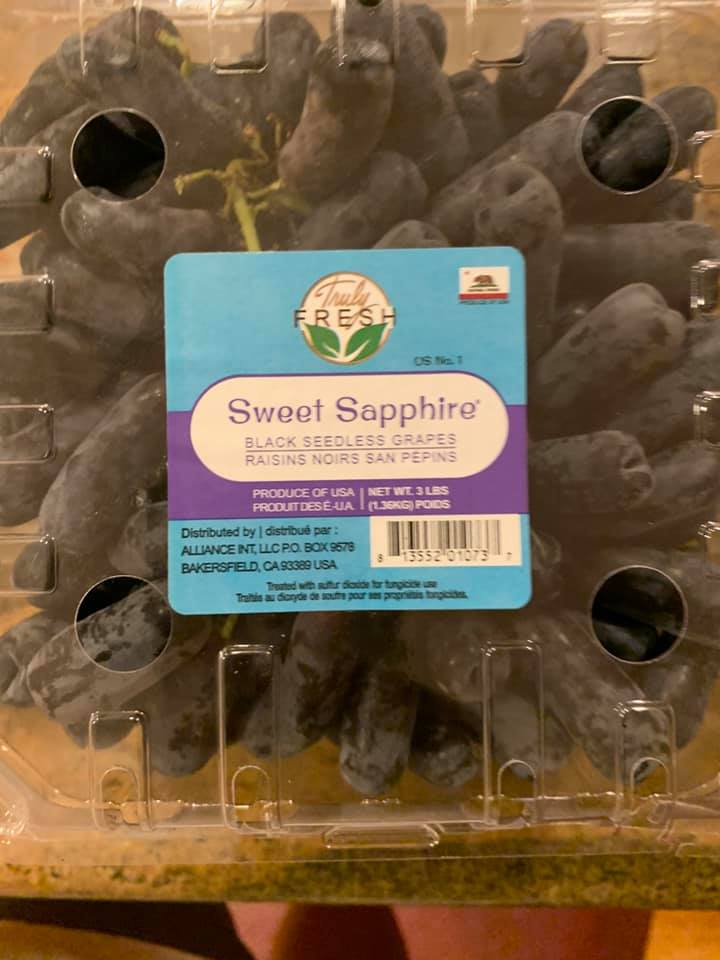 Truly
FRESH
US No. 1
Sweet Sapphire®
BLACK SEEDLESS GRAPES
RAISINS NOIRS SAN PÉPINS
PRODUCE OF USA | NET WT. 3 LBS
PRODUIT DES É.-U.A. | (1.36KG) POIDS
Distributed by | distribué par :
ALLIANCE INT, LLC P.O. BOX 9578
BAKERSFIELD, CA 93389 USA
8 13552 01073 7
Treated with sulfur dioxide for fungicide use
Traités au dioxyde de soutre pour ses propriétés fongicides.